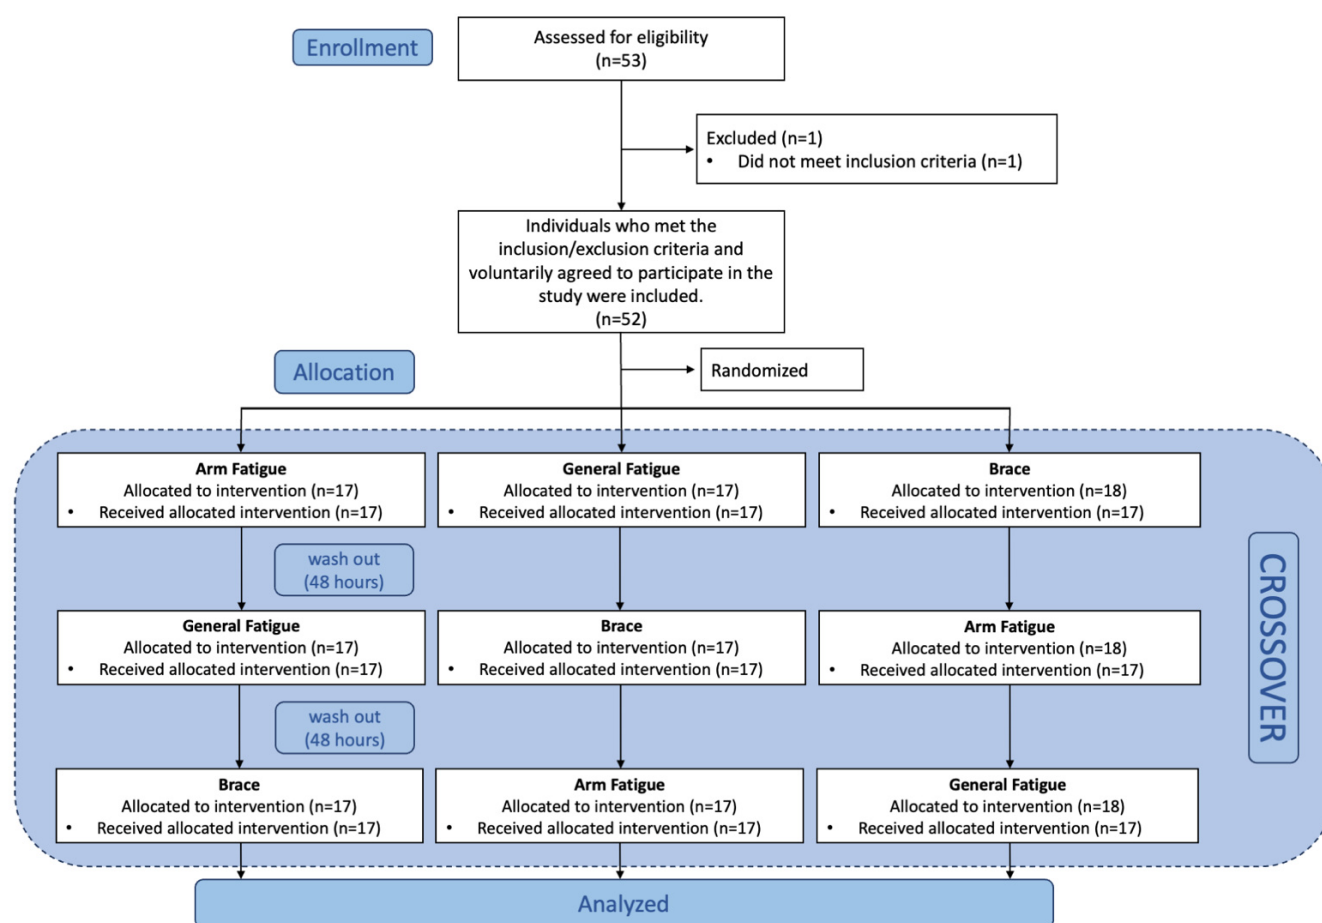 Enrollment
Assessed for eligibility
(n=53)
Excluded (n=1)
• Did not meet inclusion criteria (n=1)
Individuals who met the
inclusion/exclusion criteria and
voluntarily agreed to participate in the
study were included.
(n=52)
Allocation
Randomized
Arm Fatigue
Allocated to intervention (n=17)
• Received allocated intervention (n=17)
General Fatigue
Allocated to intervention (n=17)
• Received allocated intervention (n=17)
Brace
Allocated to intervention (n=18)
• Received allocated intervention (n=17)
wash out
(48 hours)
General Fatigue
Allocated to intervention (n=17)
• Received allocated intervention (n=17)
Brace
Allocated to intervention (n=17)
• Received allocated intervention (n=17)
Arm Fatigue
Allocated to intervention (n=18)
• Received allocated intervention (n=17)
CROSSOVER
wash out
(48 hours)
Brace
Allocated to intervention (n=17)
• Received allocated intervention (n=17)
Arm Fatigue
Allocated to intervention (n=17)
• Received allocated intervention (n=17)
General Fatigue
Allocated to intervention (n=18)
• Received allocated intervention (n=17)
Analyzed